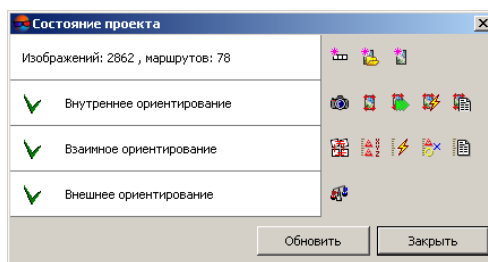 Состояние проекта
Изображений: 2862 , маршрутов: 78
Внутреннее ориентирование
Взаимное ориентирование
Внешнее ориентирование
Обновить
Закрыть